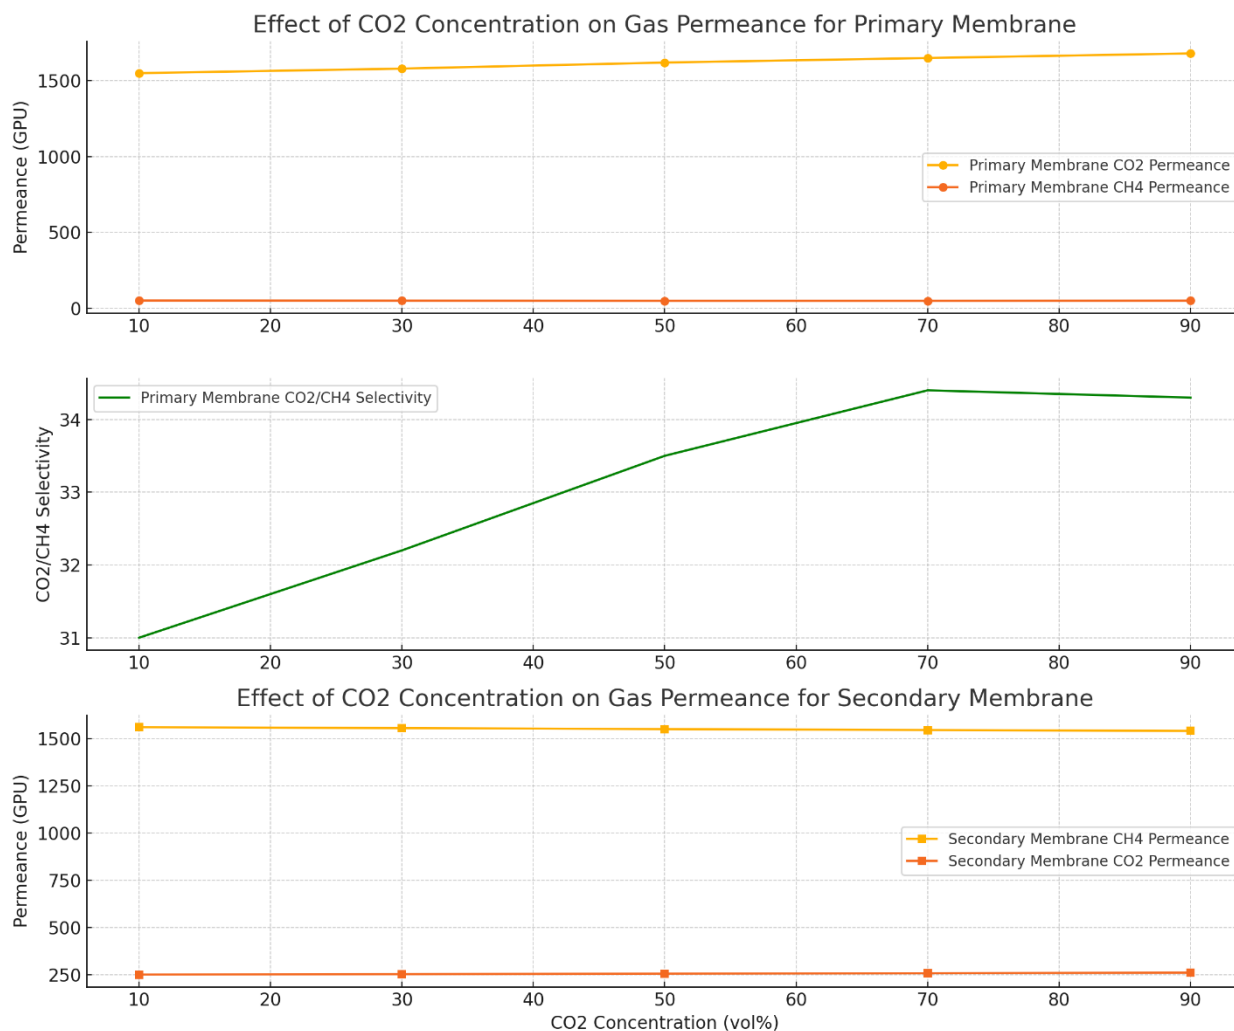 Effect of CO2 Concentration on Gas Permeance for Primary Membrane
Permeance (GPU)
1500
1000
500
0
Primary Membrane CO2 Permeance
Primary Membrane CH4 Permeance
10 20 30 40 50 60 70 80 90
CO2/CH4 Selectivity
34
33
32
31
Primary Membrane CO2/CH4 Selectivity
10 20 30 40 50 60 70 80 90
Effect of CO2 Concentration on Gas Permeance for Secondary Membrane
Permeance (GPU)
1500
1250
1000
750
500
250
Secondary Membrane CH4 Permeance
Secondary Membrane CO2 Permeance
10 20 30 40 50 60 70 80 90
CO2 Concentration (vol%)